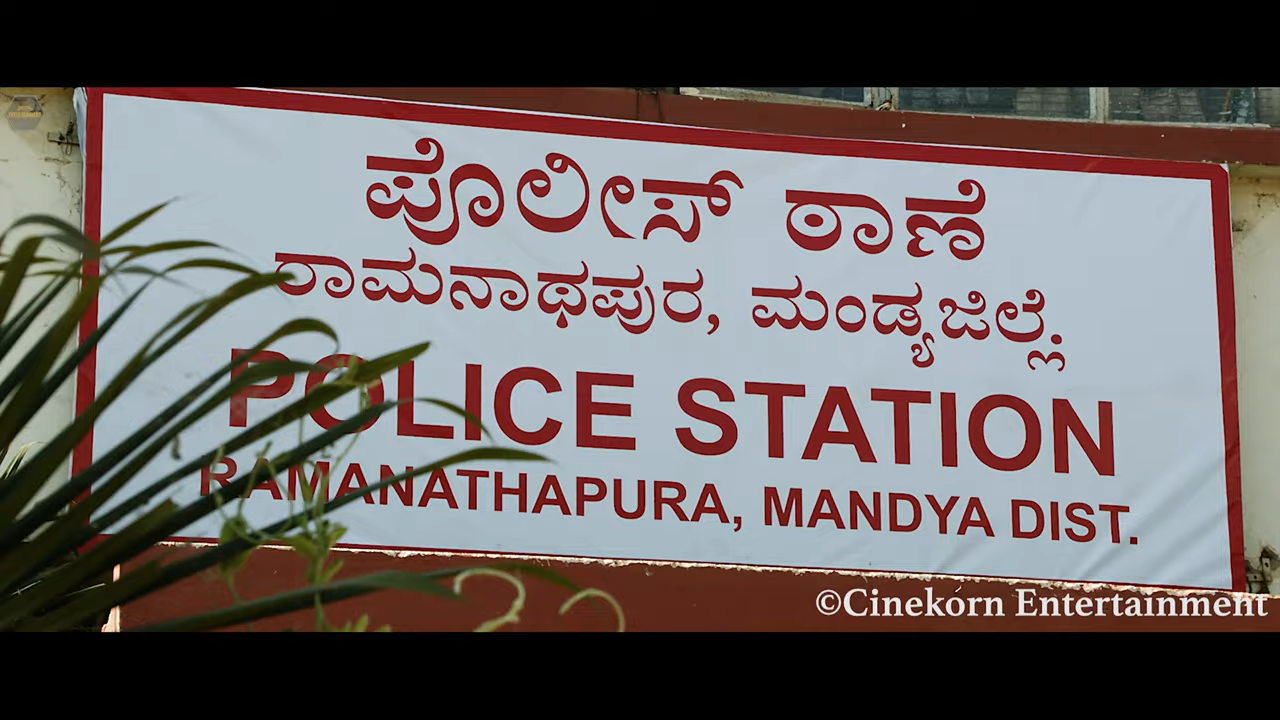 ಪೊಲೀಸ್ ಠಾಣೆ
ರಾಮನಾಥಪುರ, ಮಂಡ್ಯಜಿಲ್ಲೆ.
POLICE STATION
RAMANATHAPURA, MANDYA DIST.
©Cinekorn Entertainment